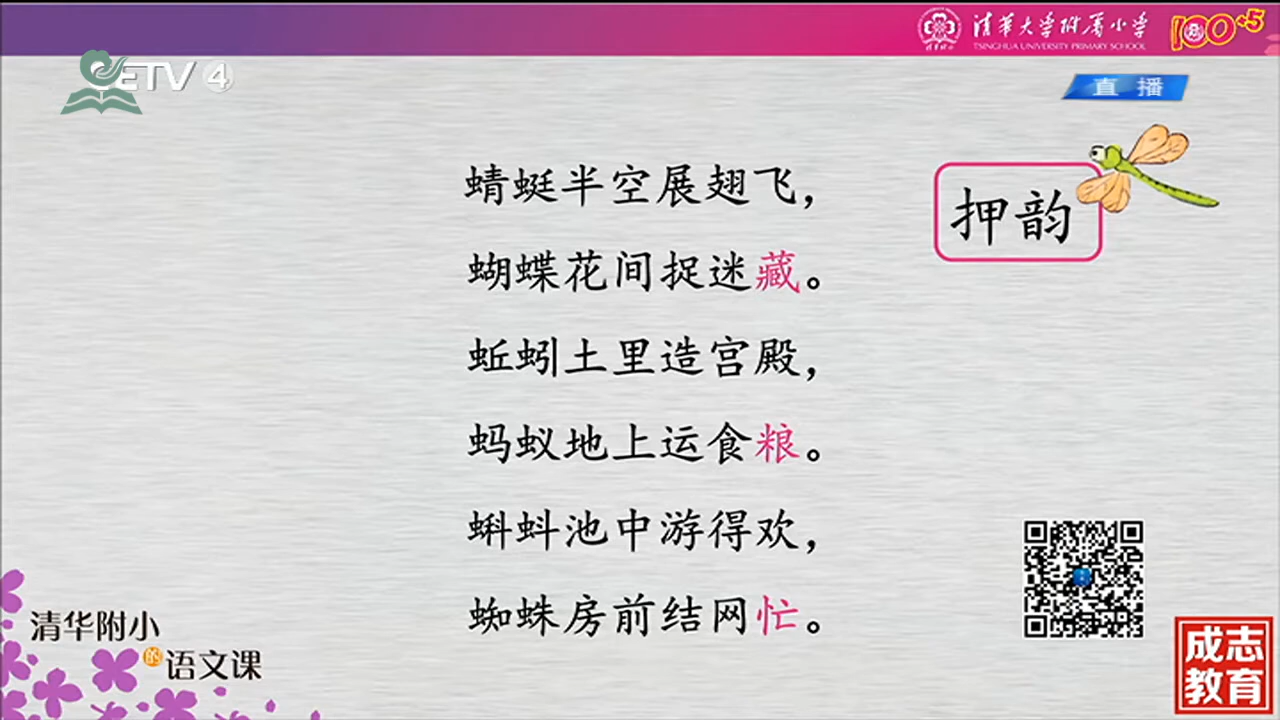 清华大学附属小学
TSINGHUA UNIVERSITY PRIMARY SCHOOL
100+5
CETV 4
直播
蜻蜓半空展翅飞，
押韵
蝴蝶花间捉迷藏。
蚯蚓土里造宫殿，
蚂蚁地上运食粮。
蝌蚪池中游得欢，
蜘蛛房前结网忙。
清华附小
的语文课
成志
教育